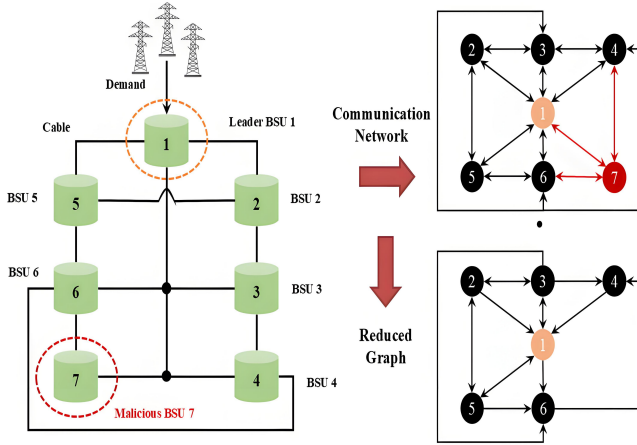 Demand
Cable
Leader BSU 1
1
BSU 5
5
2
BSU 2
BSU 6
6
3
BSU 3
7
4
BSU 4
Malicious BSU 7
Communication
Network
Reduced
Graph
2
3
4
1
5
6
7
2
3
4
1
5
6